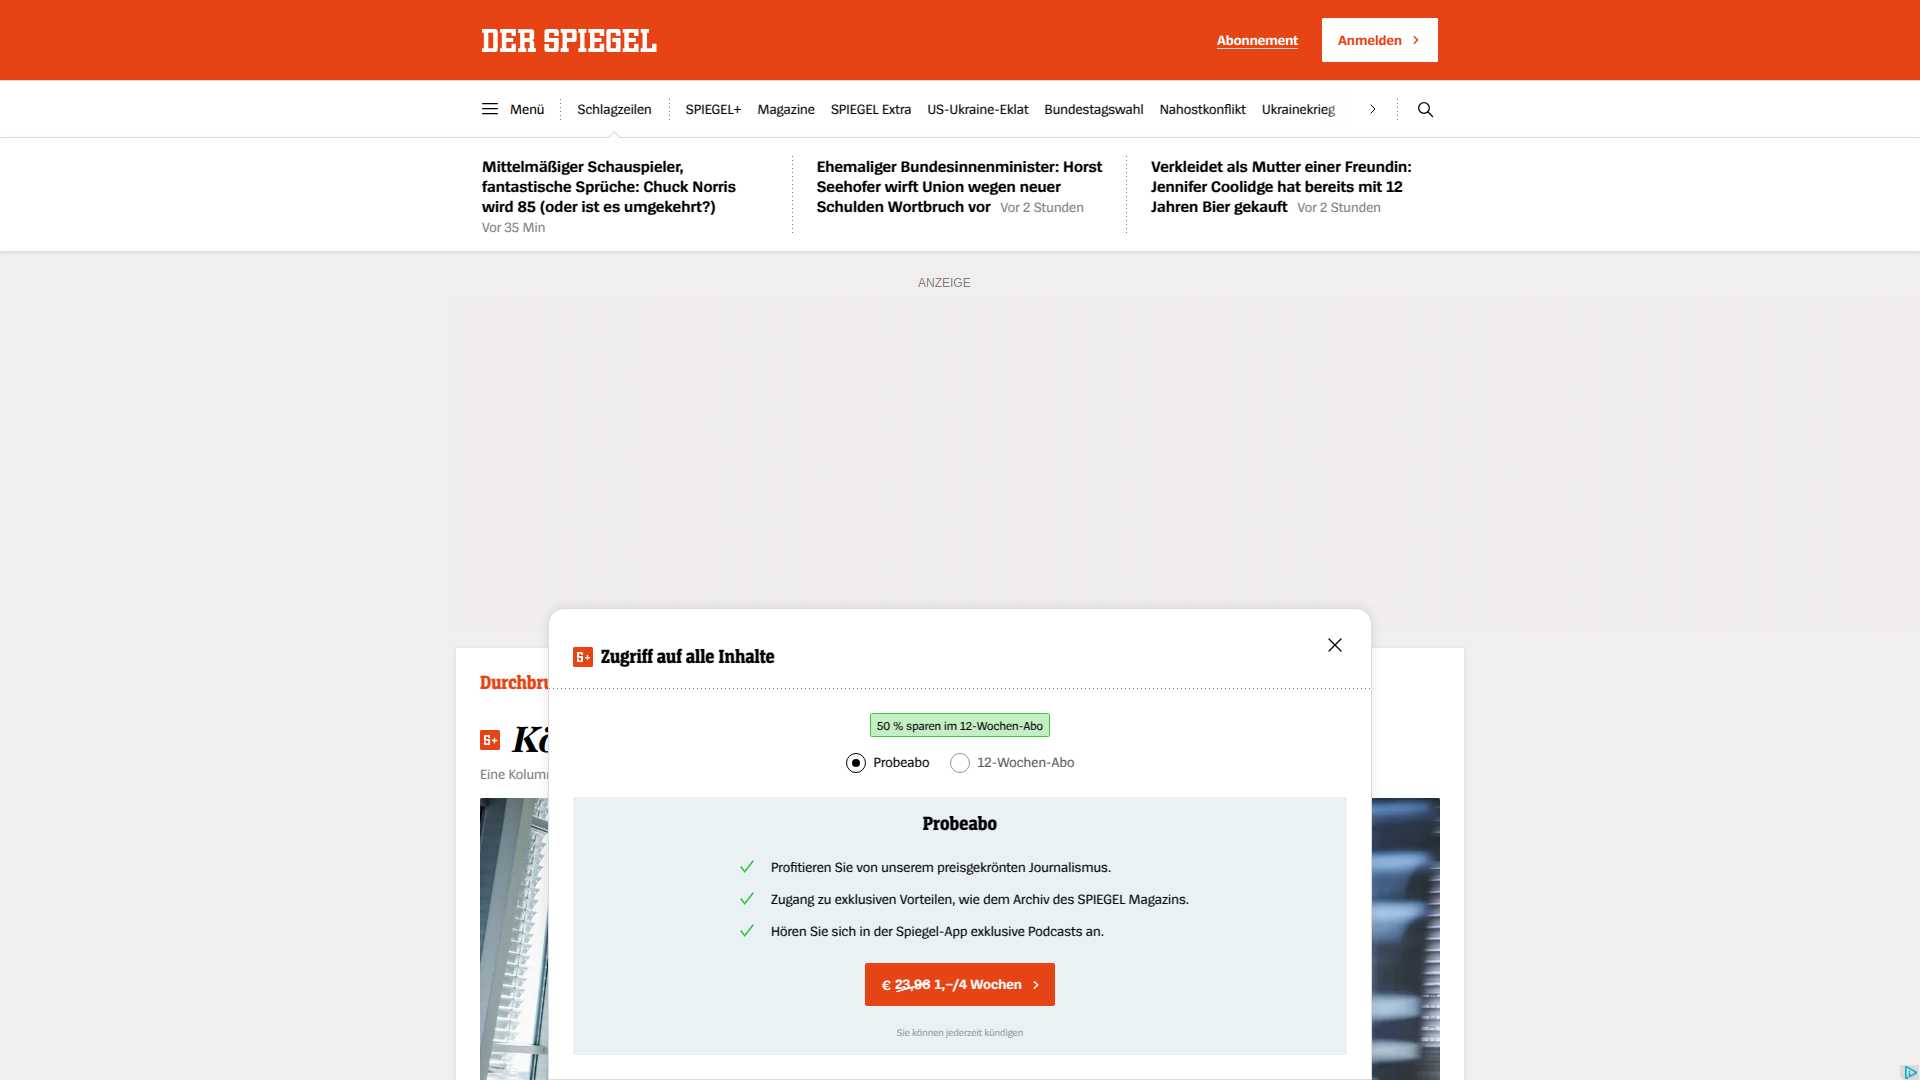 DER SPIEGEL
Abonnement
Anmelden
Menü
Schlagzeilen
SPIEGEL+
Magazine
SPIEGEL Extra
US-Ukraine-Eklat
Bundestagswahl
Nahostkonflikt
Ukrainekrieg
Mittelmäßiger Schauspieler,
fantastische Sprüche: Chuck Norris
wird 85 (oder ist es umgekehrt?)
Vor 35 Min
Ehemaliger Bundesinnenminister: Horst
Seehofer wirft Union wegen neuer
Schulden Wortbruch vor Vor 2 Stunden
Verkleidet als Mutter einer Freundin:
Jennifer Coolidge hat bereits mit 12
Jahren Bier gekauft Vor 2 Stunden
ANZEIGE
Zugriff auf alle Inhalte
50 % sparen im 12-Wochen-Abo
Probeabo
12-Wochen-Abo
Probeabo
Profitieren Sie von unserem preisgekrönten Journalismus.
Zugang zu exklusiven Vorteilen, wie dem Archiv des SPIEGEL Magazins.
Hören Sie sich in der Spiegel-App exklusive Podcasts an.
€ 23,96 1,–/4 Wochen
Sie können jederzeit kündigen
Eine